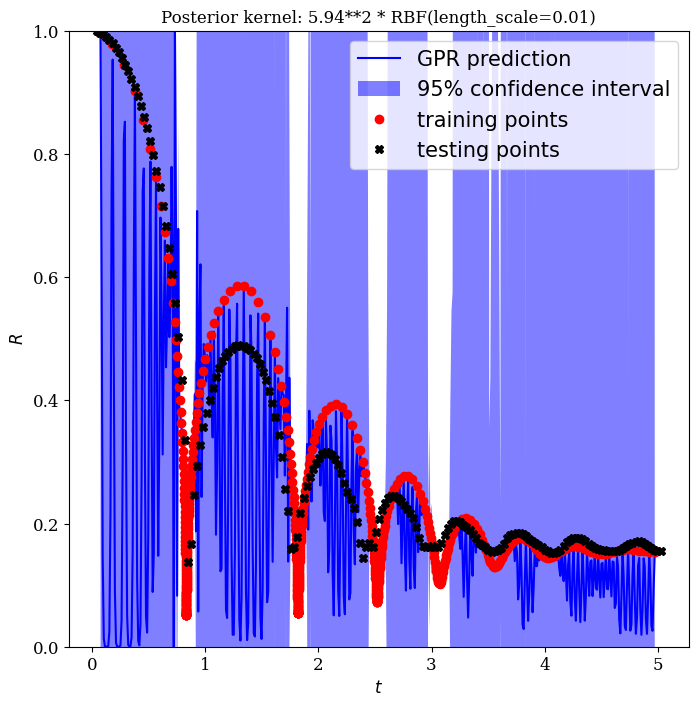 Posterior kernel: 5.94**2 * RBF(length_scale=0.01)
GPR prediction
95% confidence interval
training points
testing points
1.0
0.8
0.6
0.4
0.2
0.0
R
0
1
2
3
4
5
t